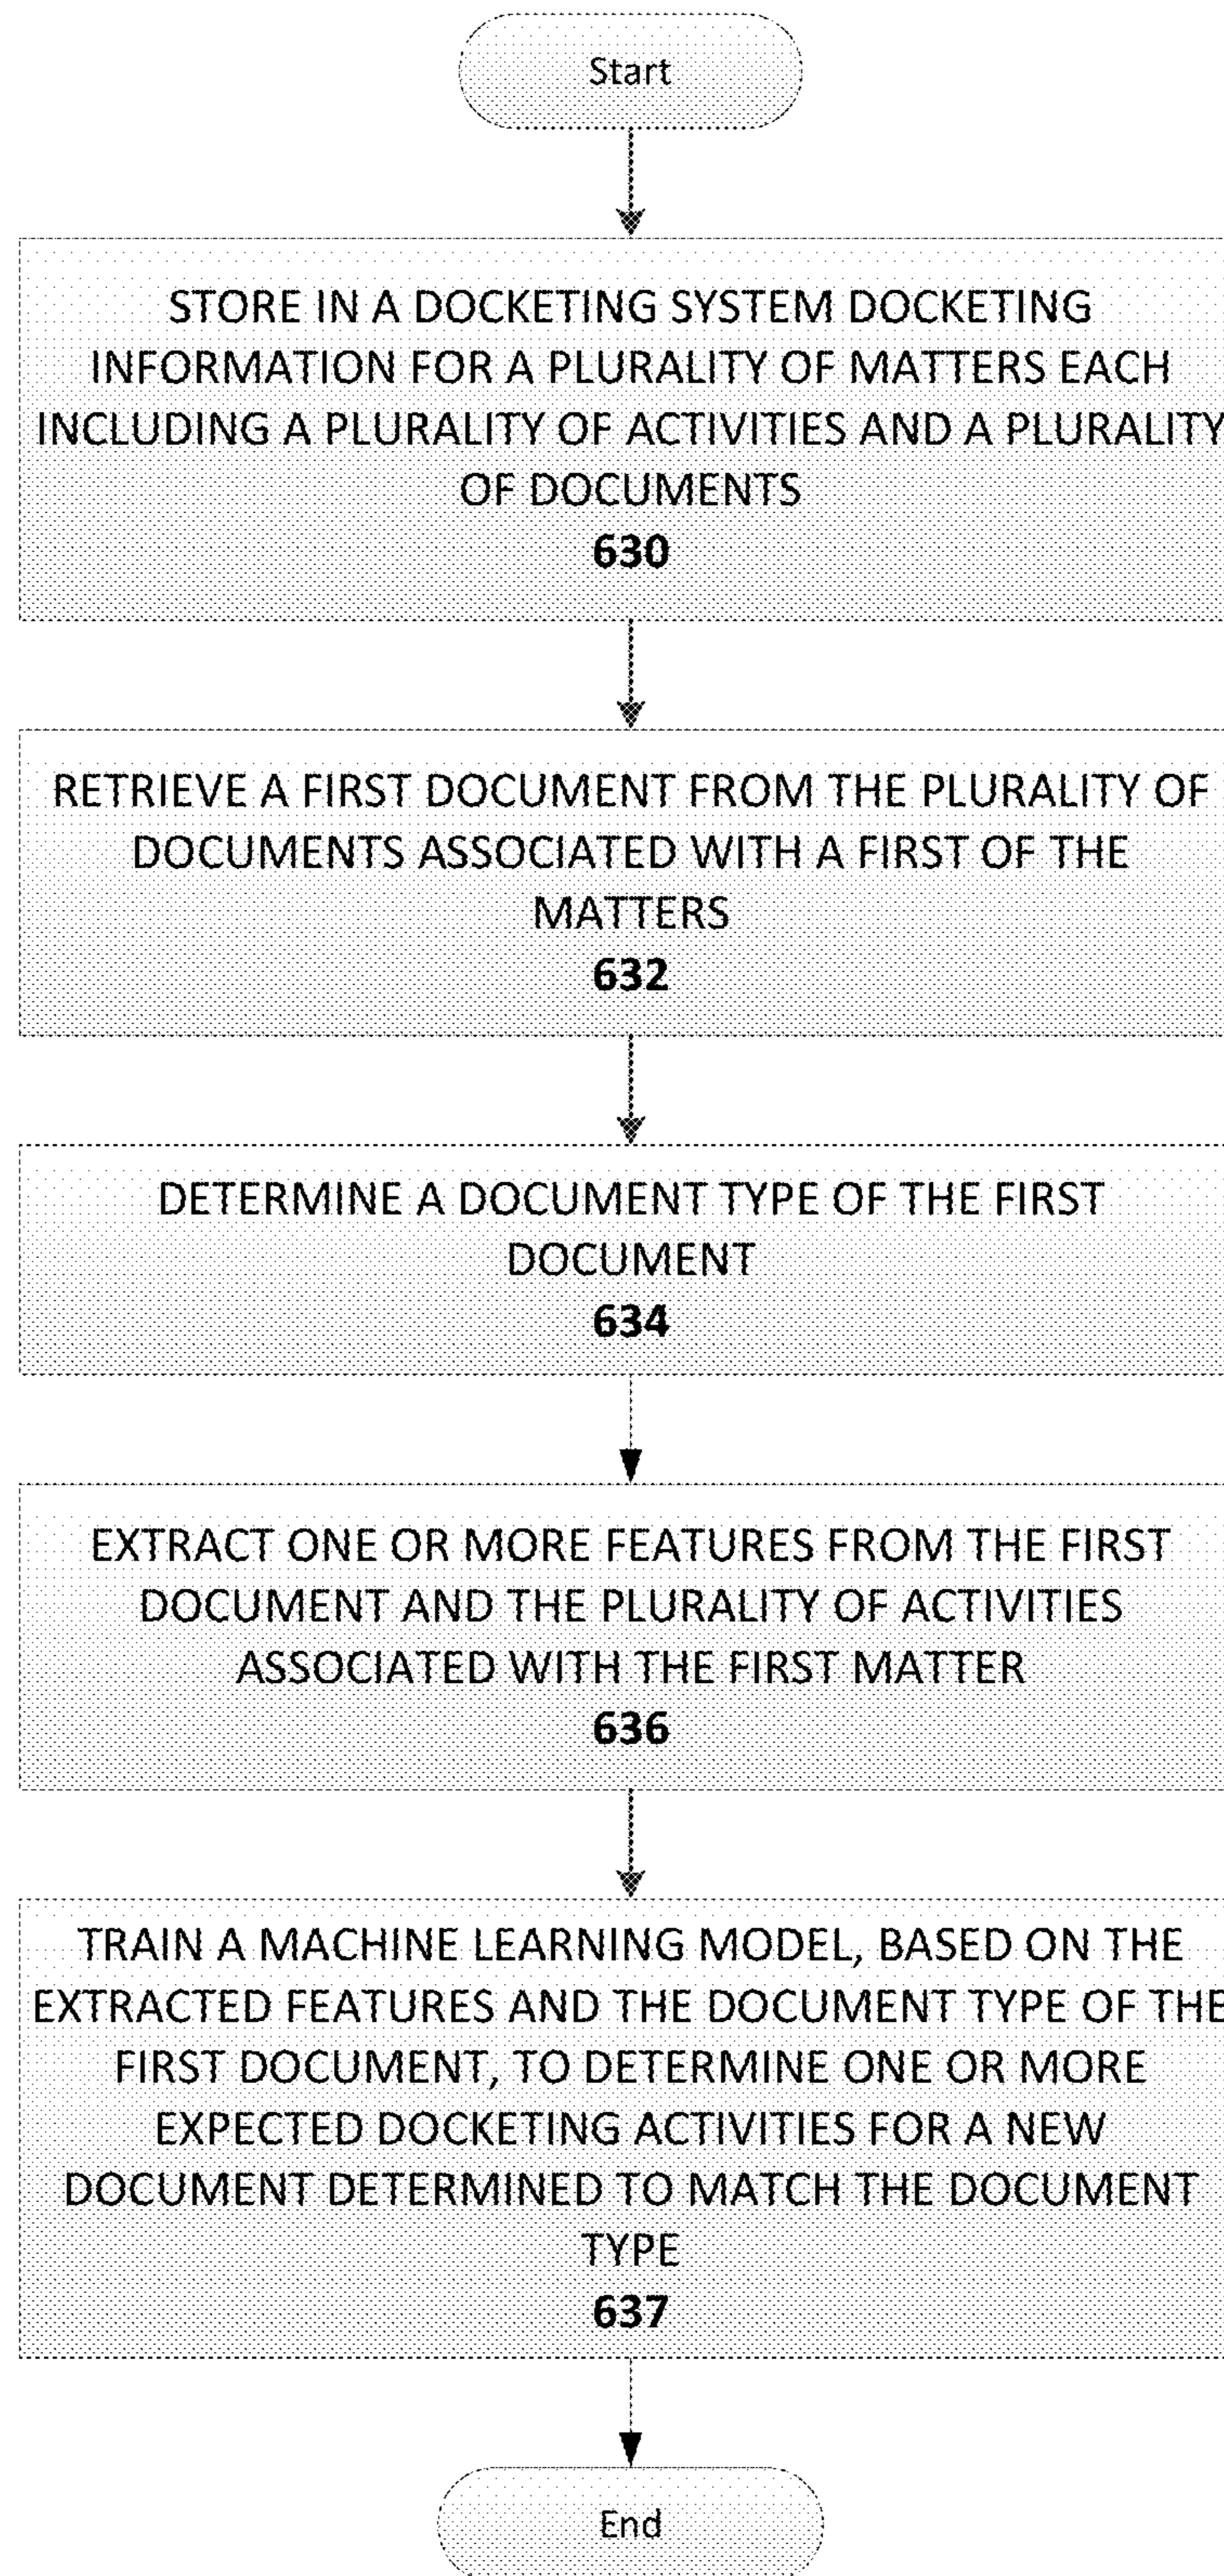 Start
STORE IN A DOCKETING SYSTEM DOCKETING
INFORMATION FOR A PLURALITY OF MATTERS EACH
INCLUDING A PLURALITY OF ACTIVITIES AND A PLURALITY
OF DOCUMENTS
630
RETRIEVE A FIRST DOCUMENT FROM THE PLURALITY OF
DOCUMENTS ASSOCIATED WITH A FIRST OF THE
MATTERS
632
DETERMINE A DOCUMENT TYPE OF THE FIRST
DOCUMENT
634
EXTRACT ONE OR MORE FEATURES FROM THE FIRST
DOCUMENT AND THE PLURALITY OF ACTIVITIES
ASSOCIATED WITH THE FIRST MATTER
636
TRAIN A MACHINE LEARNING MODEL, BASED ON THE
EXTRACTED FEATURES AND THE DOCUMENT TYPE OF THE
FIRST DOCUMENT, TO DETERMINE ONE OR MORE
EXPECTED DOCKETING ACTIVITIES FOR A NEW
DOCUMENT DETERMINED TO MATCH THE DOCUMENT
TYPE
637
End